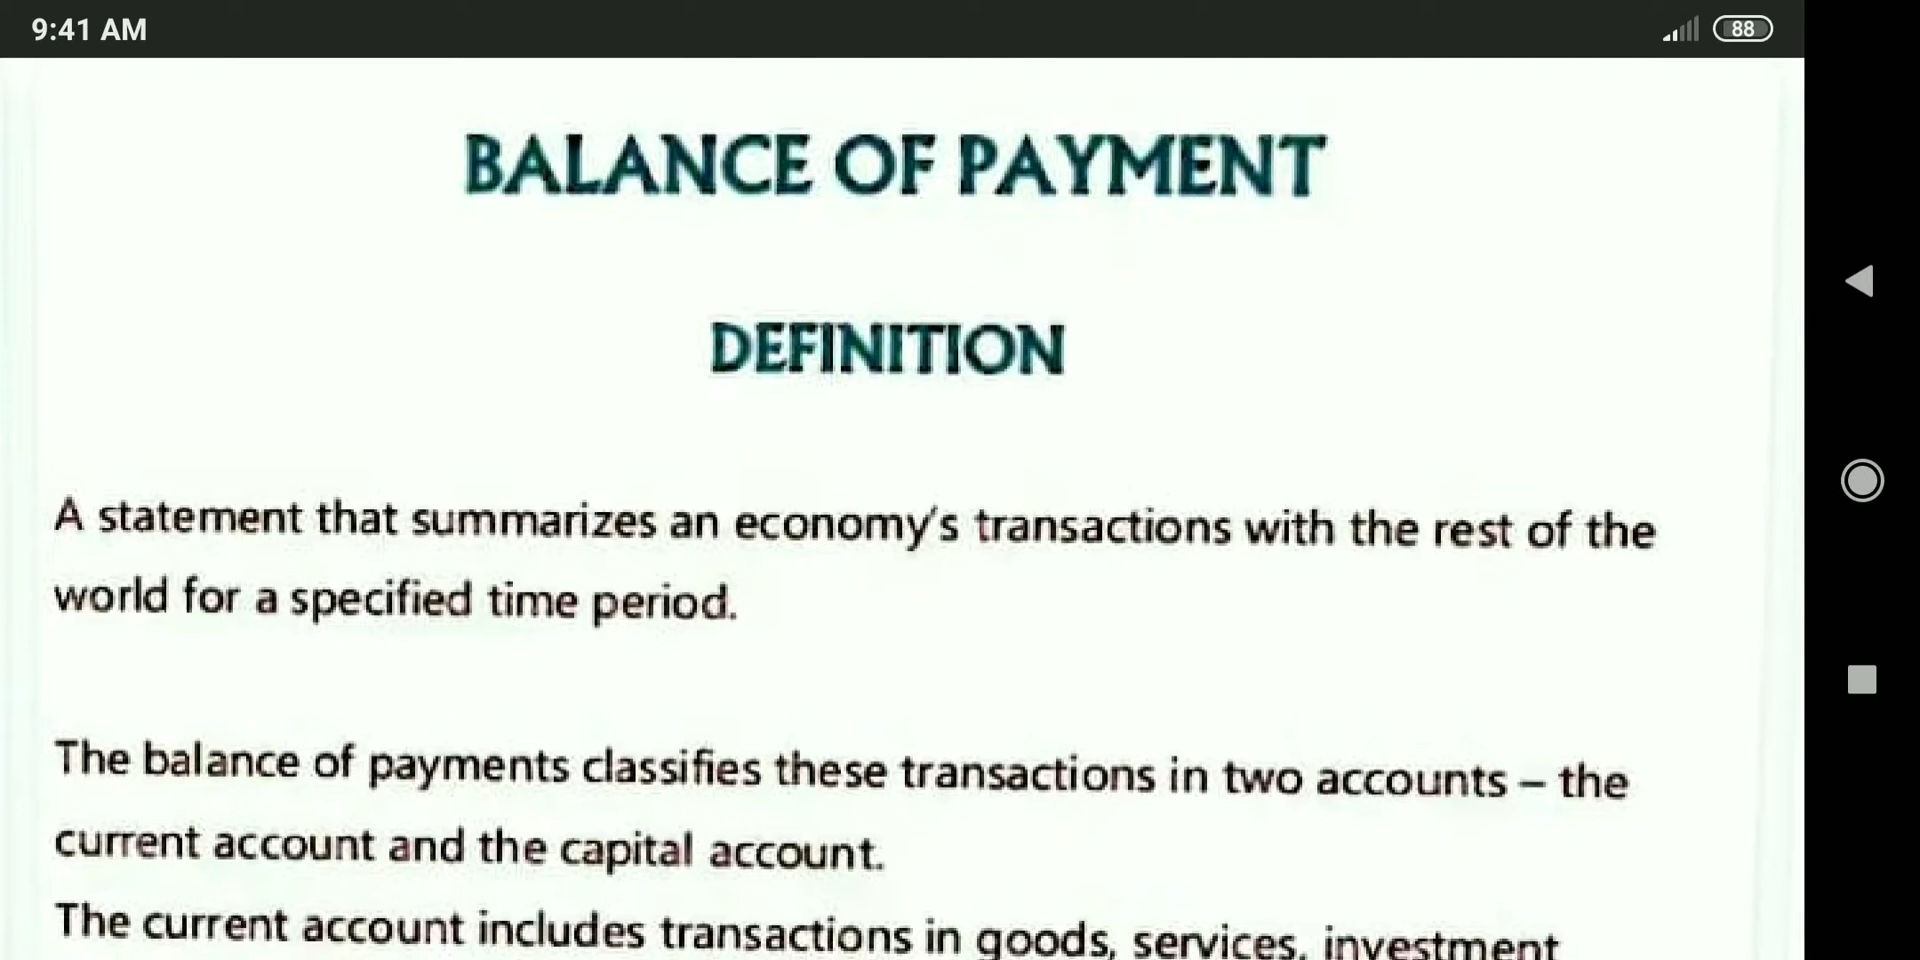 9:41 AM
88
BALANCE OF PAYMENT
DEFINITION
A statement that summarizes an economy's transactions with the rest of the
world for a specified time period.
The balance of payments classifies these transactions in two accounts – the
current account and the capital account.
The current account includes transactions in goods, services, investment